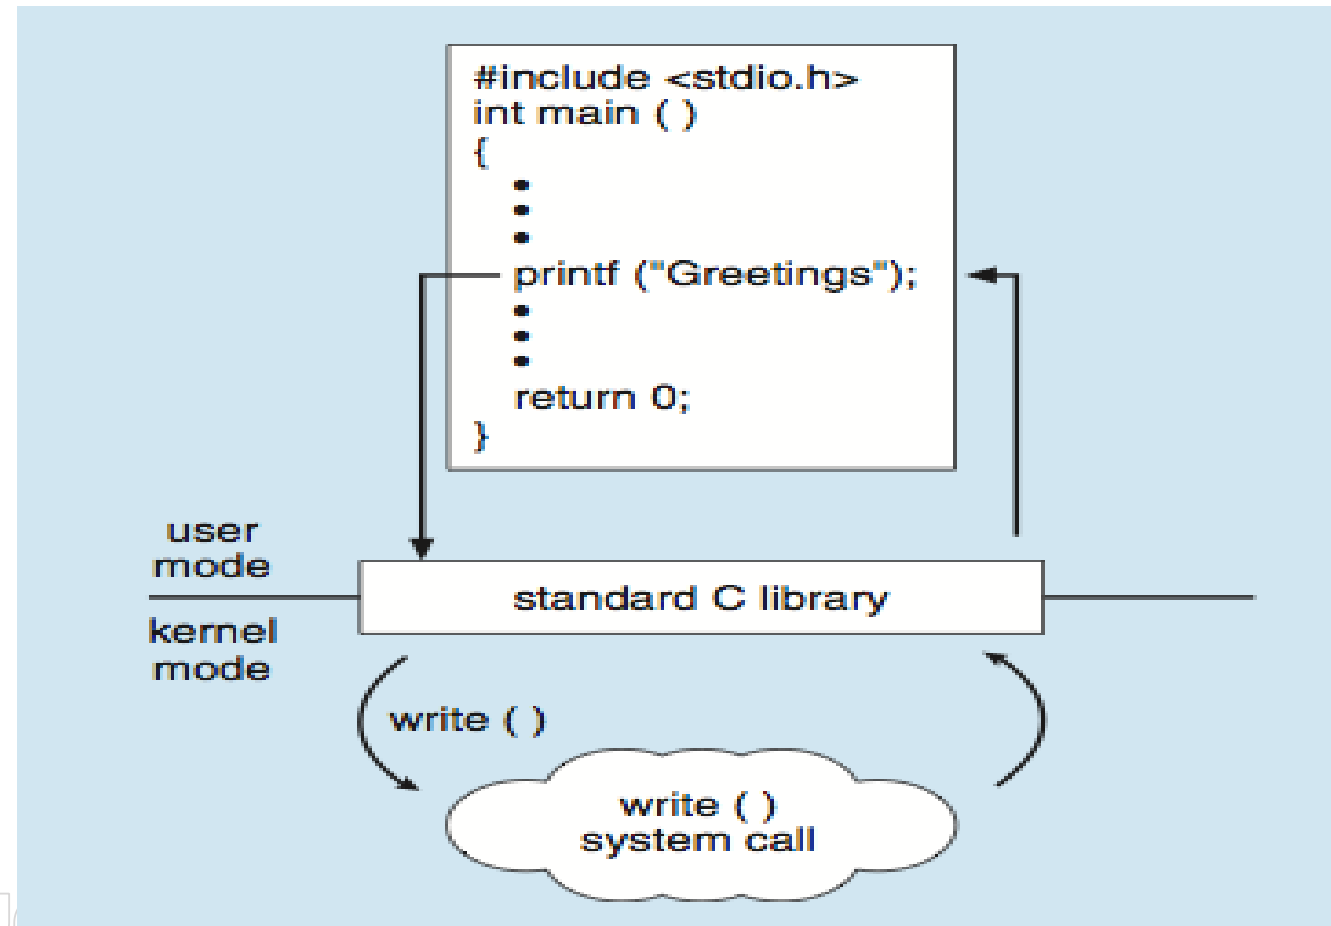 #include <stdio.h>
int main ( )
{
•
•
•
printf ("Greetings");
•
•
•
return 0;
}
user
mode
standard C library
kernel
mode
write ( )
write ( )
system call